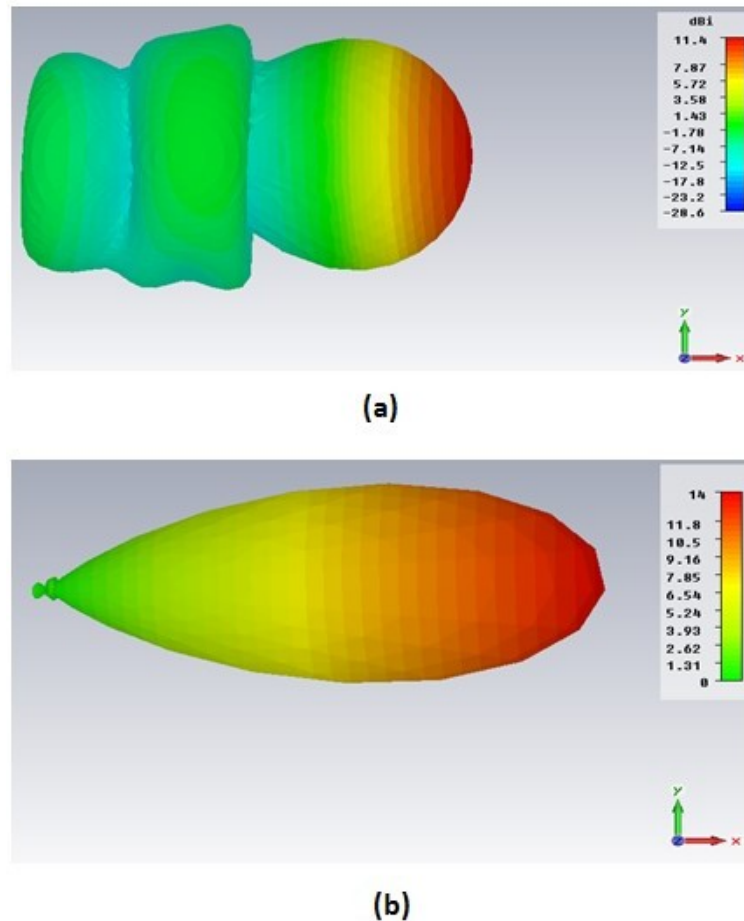 dBi
11.4
7.87
5.72
3.58
1.43
-1.78
-7.14
-12.5
-17.8
-23.2
-28.6
Y
Z
X
(a)
14
11.8
10.5
9.16
7.85
6.54
5.24
3.93
2.62
1.31
0
Y
Z
X
(b)